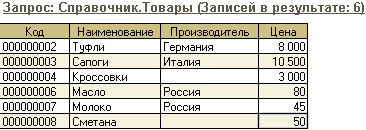 Запрос: Справочник.Товары (Записей в результате: 6)
Код Наименование Производитель Цена
000000002 Туфли Германия 8 000
000000003 Сапоги Италия 10 500
000000004 Кроссовки 3 000
000000006 Масло Россия 80
000000007 Молоко Россия 45
000000008 Сметана 50